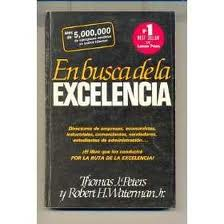 MÁS DE
5,000,000
Nº1
BEST SELLER
En busca de la
EXCELENCIA
Directores de empresas, economistas,
industriales, comerciantes, vendedores,
estudiantes de administración...
¡El libro que los conducirá
POR LA RUTA DE LA EXCELENCIA!
Thomas J. Peters
y Robert H. Waterman, Jr.